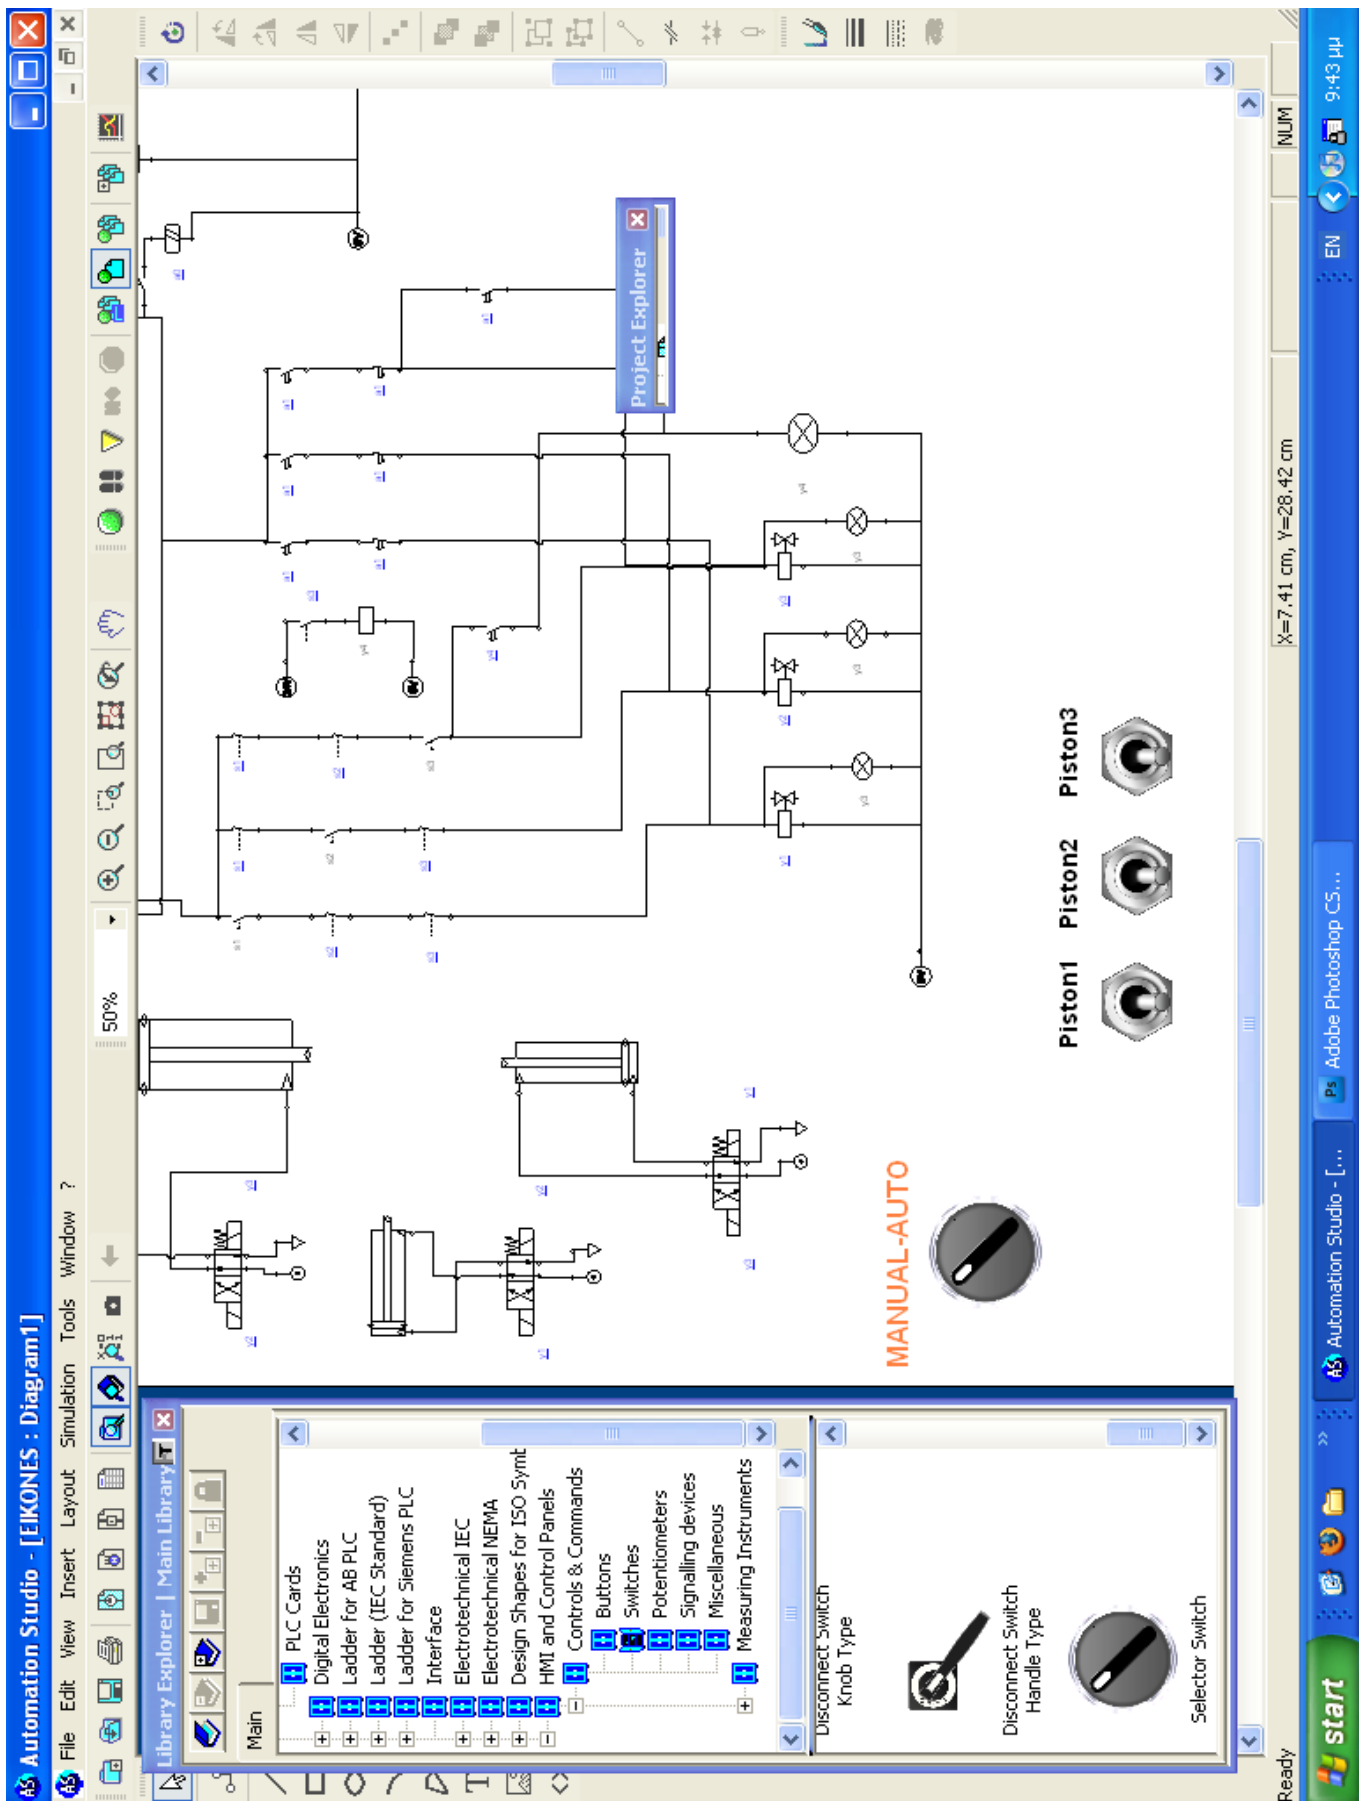 Automation Studio - [EIKONES : Diagram1]
File Edit View Insert Layout Simulation Tools Window ?
50%
Library Explorer | Main Library
Main
PLC Cards
Digital Electronics
Ladder for AB PLC
Ladder (IEC Standard)
Ladder for Siemens PLC
Interface
Electrotechnical IEC
Electrotechnical NEMA
Design Shapes for ISO Symb
HMI and Control Panels
Controls & Commands
Buttons
Switches
Potentiometers
Signalling devices
Miscellaneous
Measuring Instruments
Disconnect Switch
Knob Type
Disconnect Switch
Handle Type
Selector Switch
Project Explorer
MANUAL-AUTO
Piston1 Piston2 Piston3
Ready
X=7.41 cm, Y=28.42 cm
NUM
start
Automation Studio - [...
Adobe Photoshop CS...
EN
9:43 μμ